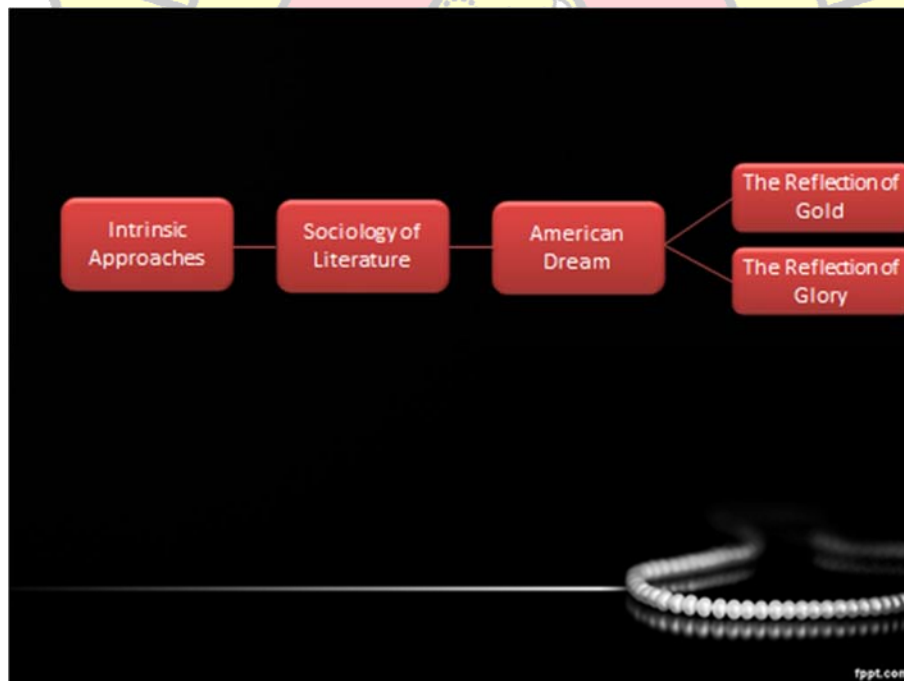 Intrinsic
Approaches
Sociology of
Literature
American
Dream
The Reflection of
Gold
The Reflection of
Glory
fppt.com